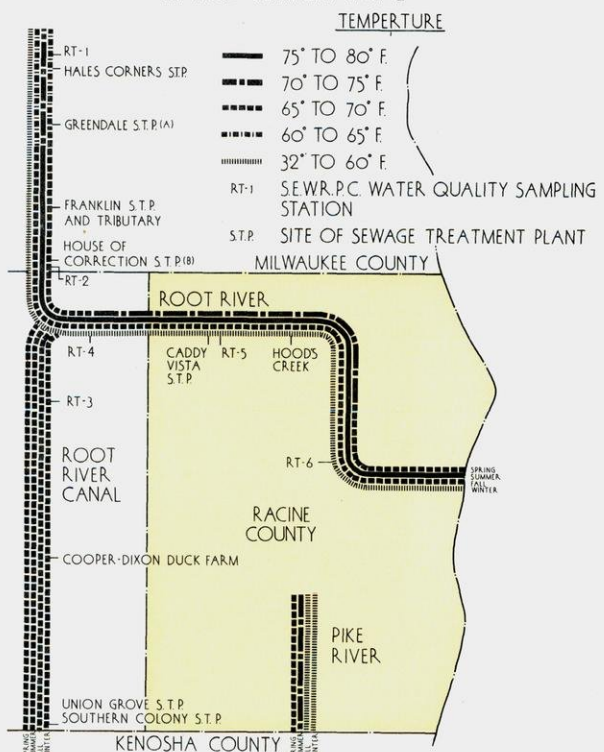 TEMPERTURE
75° TO 80° F.
70° TO 75° F.
65° TO 70° F.
60° TO 65° F.
32° TO 60° F.
RT-1 S.E.W.R.P.C. WATER QUALITY SAMPLING
STATION
S.T.P. SITE OF SEWAGE TREATMENT PLANT
RT-1
HALES CORNERS S.T.P.
GREENDALE S.T.P. (A)
FRANKLIN S.T.P.
AND TRIBUTARY
HOUSE OF
CORRECTION S.T.P. (B)
RT-2
MILWAUKEE COUNTY
ROOT RIVER
RT-4
CADDY
VISTA
S.T.P.
RT-5
HOOD'S
CREEK
RT-3
ROOT
RIVER
CANAL
RT-6
SPRING
SUMMER
FALL
WINTER
RACINE
COUNTY
COOPER-DIXON DUCK FARM
PIKE
RIVER
UNION GROVE S.T.P.
SOUTHERN COLONY S.T.P.
KENOSHA COUNTY